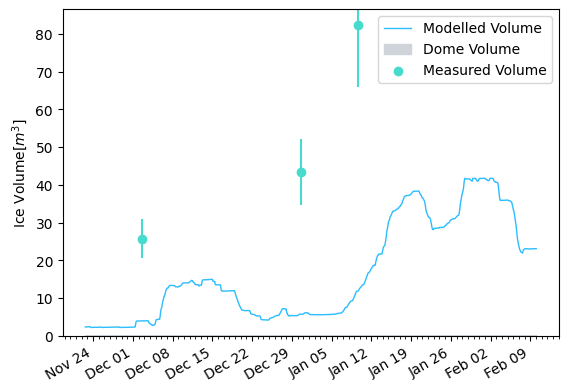 Modelled Volume
Dome Volume
Measured Volume
Ice Volume[m³]
80
70
60
50
40
30
20
10
0
Nov 24
Dec 01
Dec 08
Dec 15
Dec 22
Dec 29
Jan 05
Jan 12
Jan 19
Jan 26
Feb 02
Feb 09